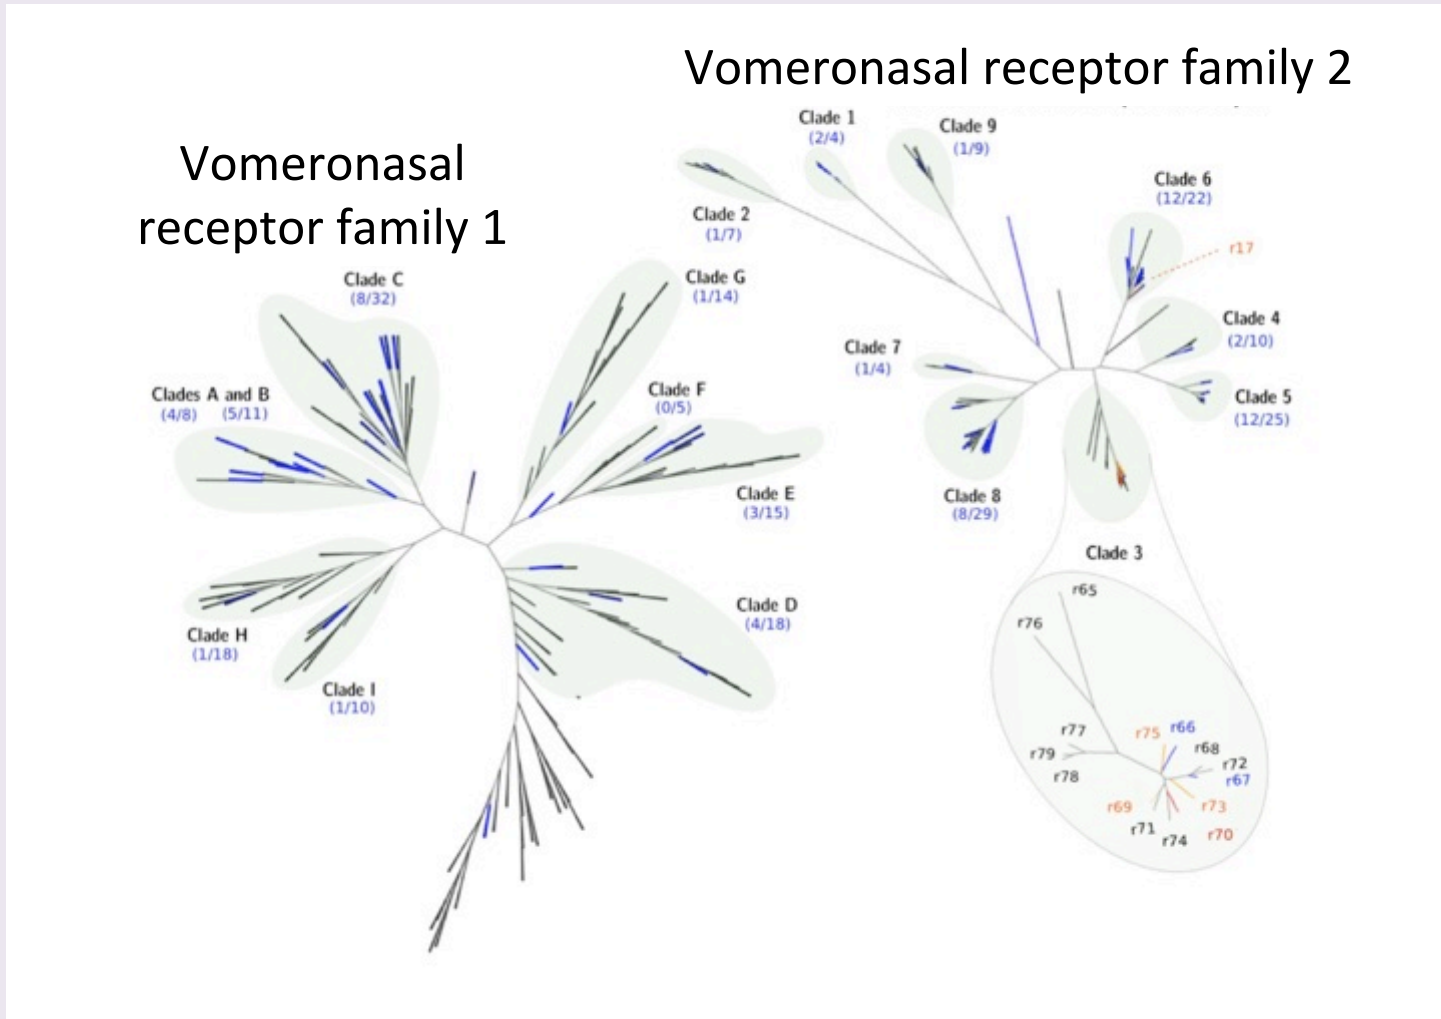 Vomeronasal receptor family 2
Vomeronasal
receptor family 1
Clade 1
(2/4)
Clade 9
(1/9)
Clade 6
(12/22)
Clade 2
(1/7)
r17
Clade C
(8/32)
Clade G
(1/14)
Clade 4
(2/10)
Clade 7
(1/4)
Clades A and B
(4/8) (5/11)
Clade F
(0/5)
Clade 5
(12/25)
Clade E
(3/15)
Clade 8
(8/29)
Clade 3
r65
r76
Clade D
(4/18)
Clade H
(1/18)
Clade I
(1/10)
r77
r75
r66
r79
r68
r72
r78
r67
r69
r73
r71
r74
r70